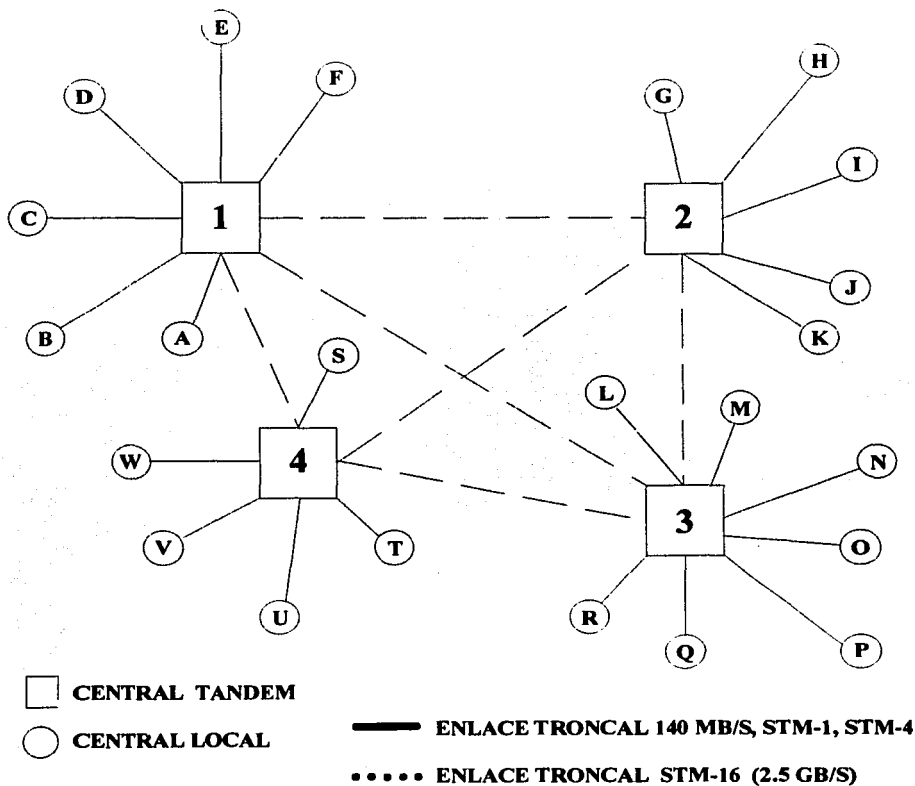 E
F
D
H
G
I
C
1
2
J
B
A
K
S
L
M
W
4
N
3
V
T
O
R
U
Q
P
CENTRAL TANDEM
CENTRAL LOCAL
ENLACE TRONCAL 140 MB/S, STM-1, STM-4
ENLACE TRONCAL STM-16 (2.5 GB/S)